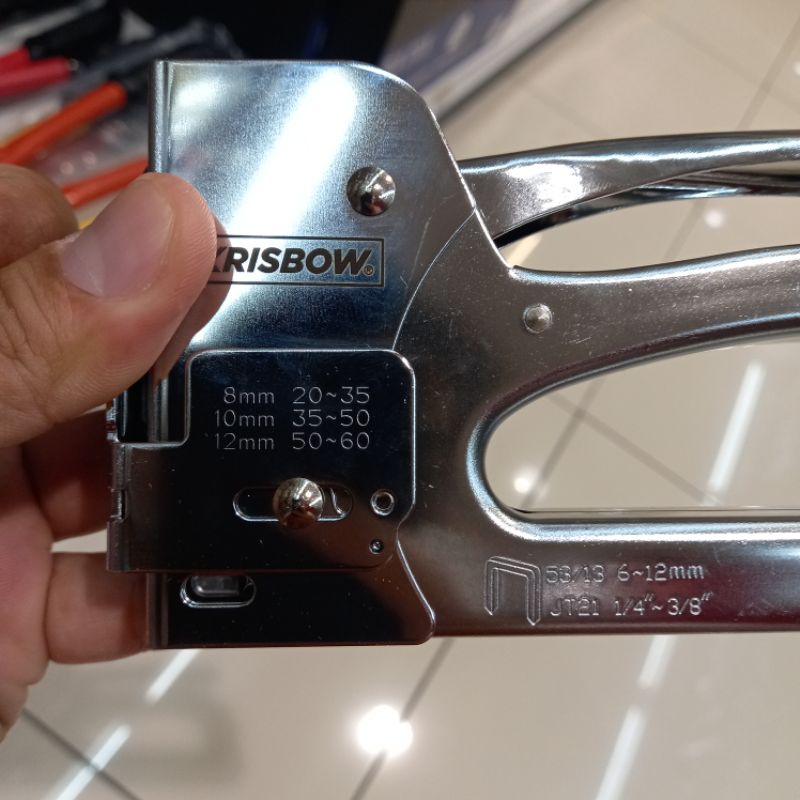 KRISBOW®
8mm 20~35
10mm 35~50
12mm 50~60
53/13 6~12mm
JT21 1/4"~3/8"